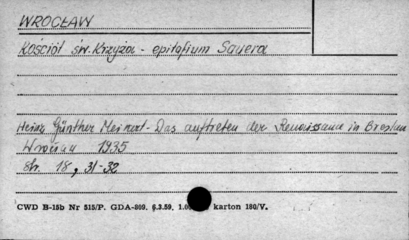 WROCŁAW
Kościół św. Krzyża - epitafium Sauera
Heinz Günther Meinert - Das auftreten der Renaissance in Breslau
Wrocław 1935
str. 18, 31-32
CWD B-15b Nr 515/P. GDA-809. 6.3.59. karton 180/V.